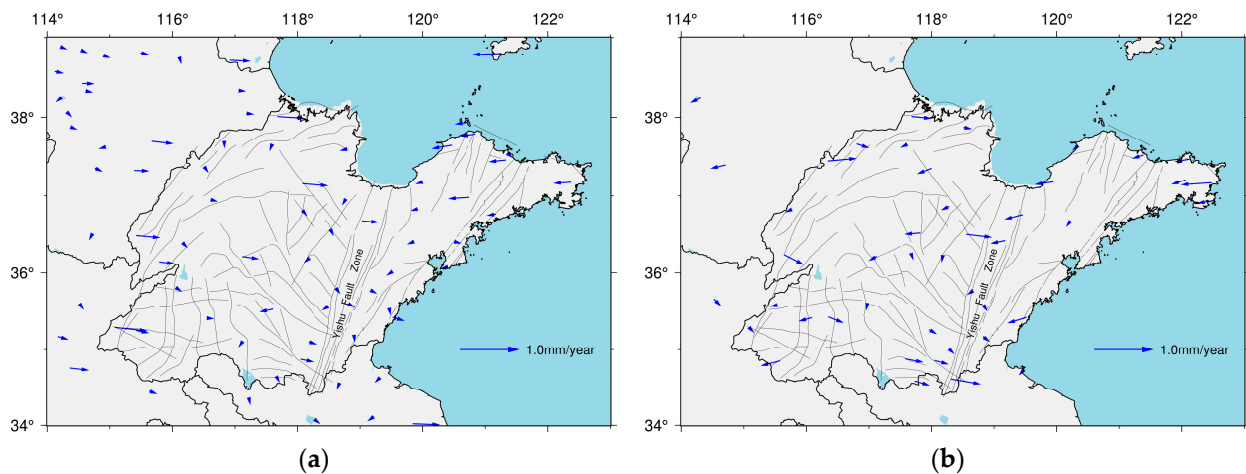 114° 116° 118° 120° 122° 114° 116° 118° 120° 122°
38° 38°
36° 36°
34° 34°
Yishu Fault Zone
Yishu Fault Zone
1.0mm/year 1.0mm/year
(a) (b)